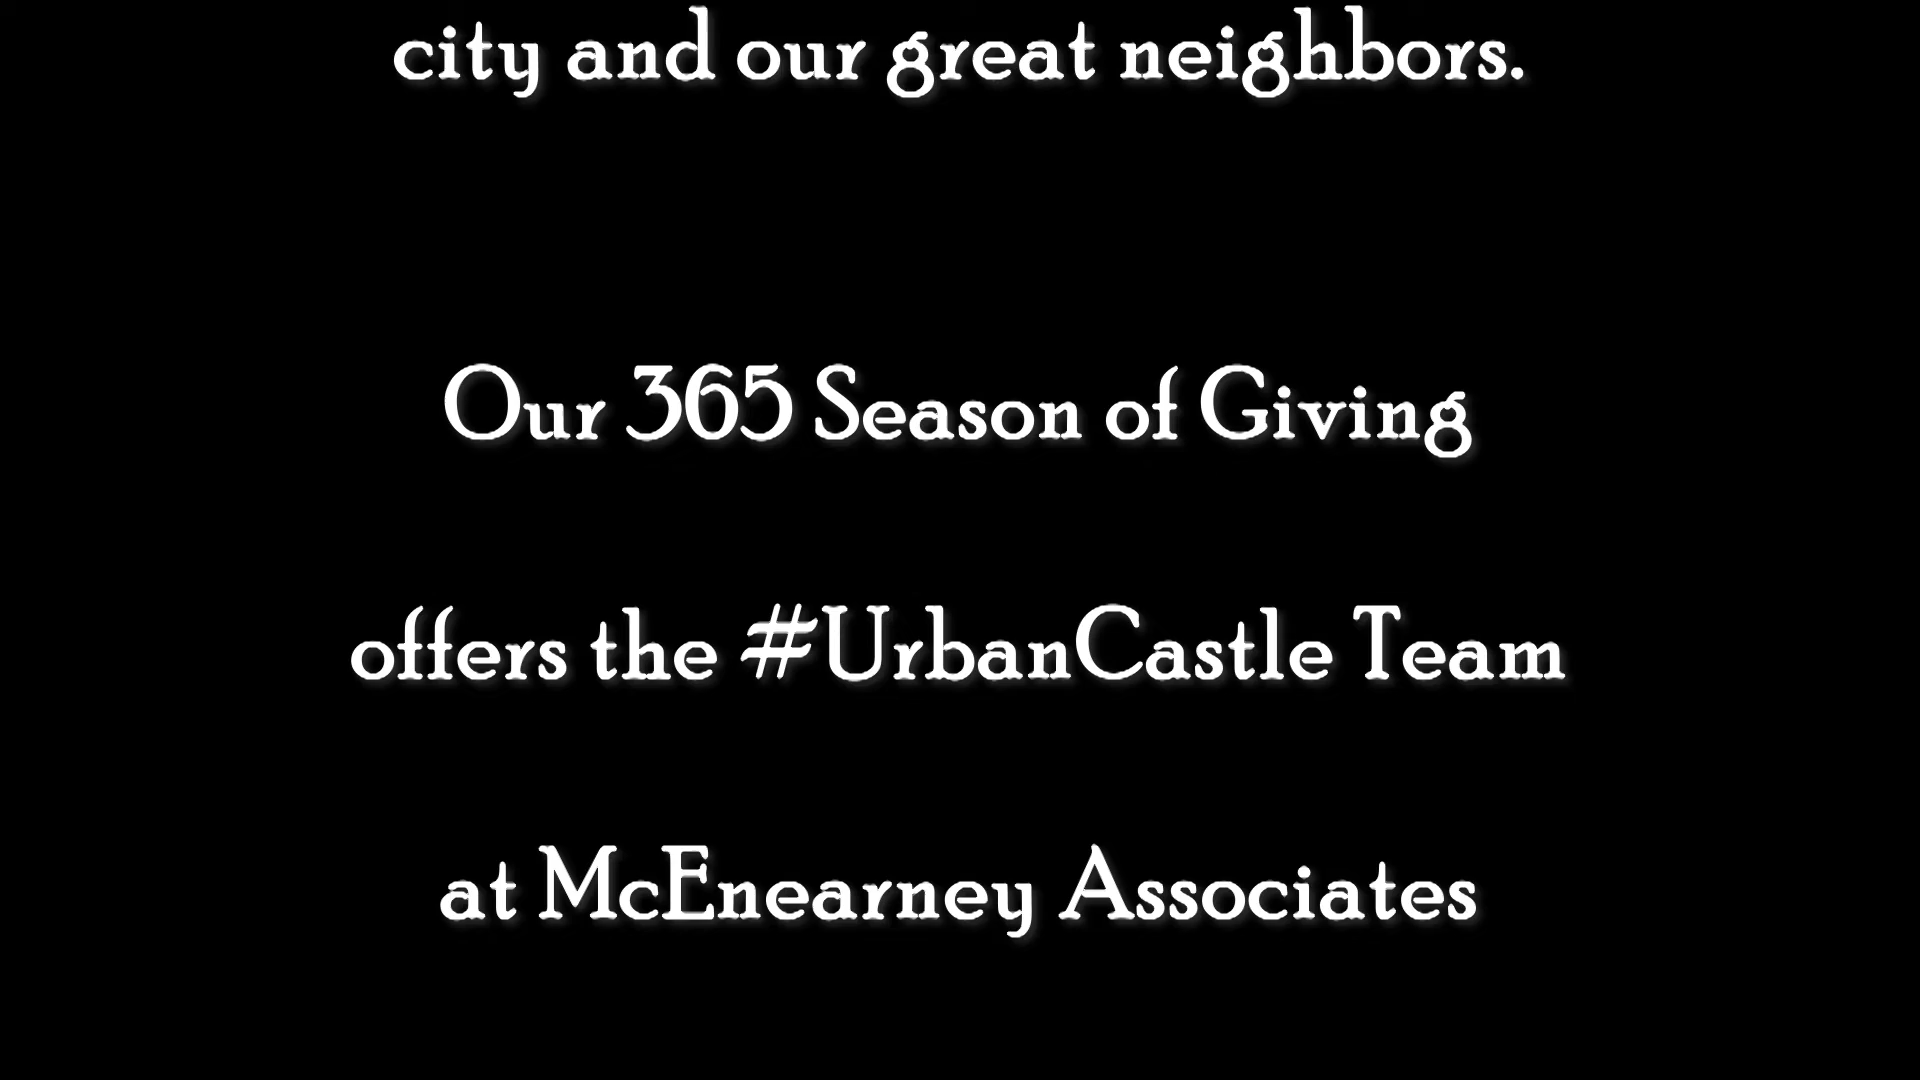 city and our great neighbors.
Our 365 Season of Giving
offers the #UrbanCastle Team
at McEnearney Associates